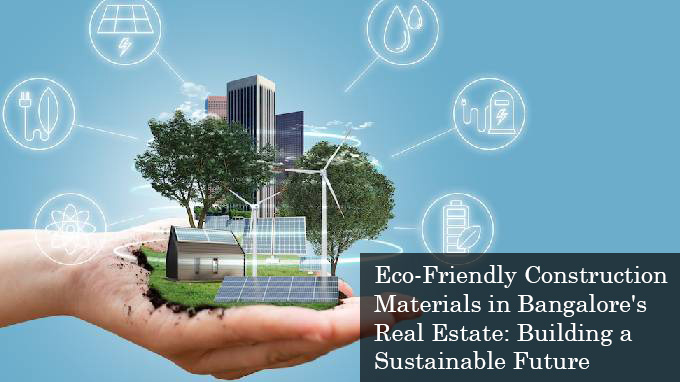 Eco-Friendly Construction
Materials in Bangalore's
Real Estate: Building a
Sustainable Future